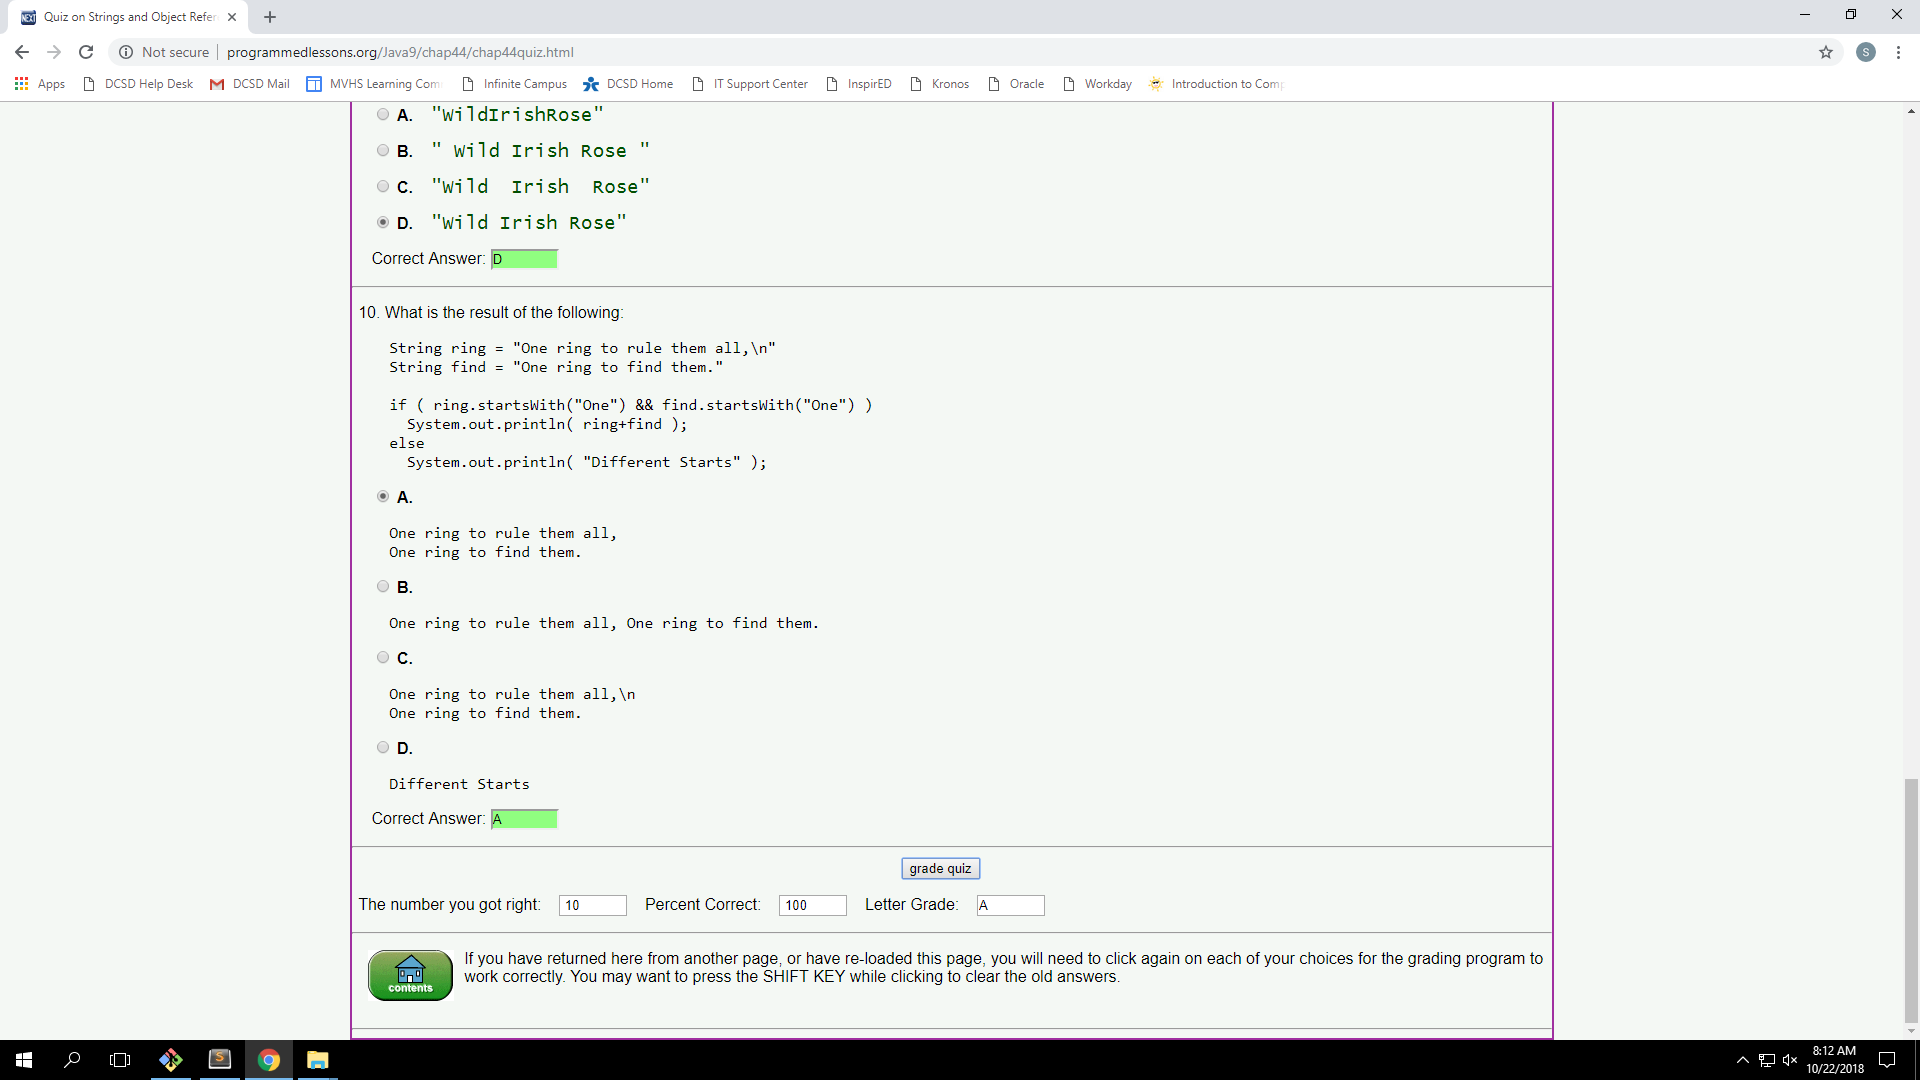 Quiz on Strings and Object Refer
Not secure programmedlessons.org/Java9/chap44/chap44quiz.html S
Apps DCSD Help Desk DCSD Mail MVHS Learning Com Infinite Campus DCSD Home IT Support Center InspirED Kronos Oracle Workday Introduction to Comp
A. "WildIrishRose"
B. " Wild Irish Rose "
C. "Wild  Irish  Rose"
D. "Wild Irish Rose"
Correct Answer: D
10. What is the result of the following:
String ring = "One ring to rule them all,\n"
String find = "One ring to find them."
if ( ring.startsWith("One") && find.startsWith("One") )
System.out.println( ring+find );
else
System.out.println( "Different Starts" );
A.
One ring to rule them all,
One ring to find them.
B.
One ring to rule them all, One ring to find them.
C.
One ring to rule them all,\n
One ring to find them.
D.
Different Starts
Correct Answer: A
grade quiz
The number you got right: 10 Percent Correct: 100 Letter Grade: A
If you have returned here from another page, or have re-loaded this page, you will need to click again on each of your choices for the grading program to
work correctly. You may want to press the SHIFT KEY while clicking to clear the old answers.
contents
8:12 AM
10/22/2018